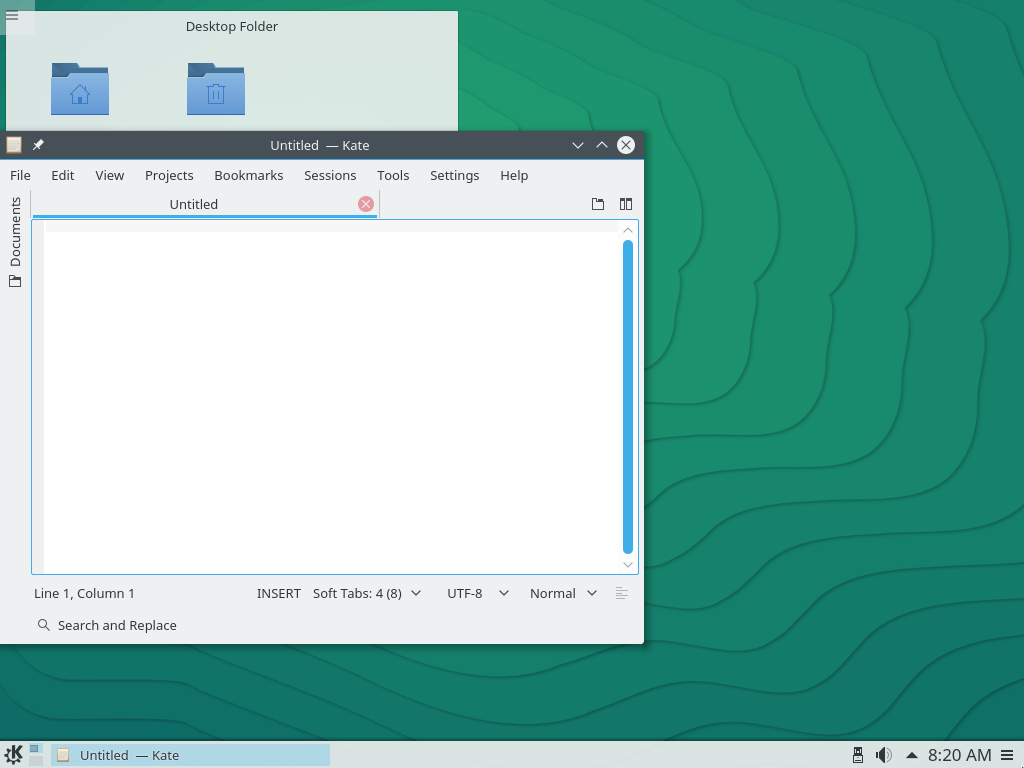 Desktop Folder
Untitled  — Kate
File Edit View Projects Bookmarks Sessions Tools Settings Help
Documents
Untitled
Line 1, Column 1 INSERT Soft Tabs: 4 (8) UTF-8 Normal
Search and Replace
Untitled  — Kate 8:20 AM